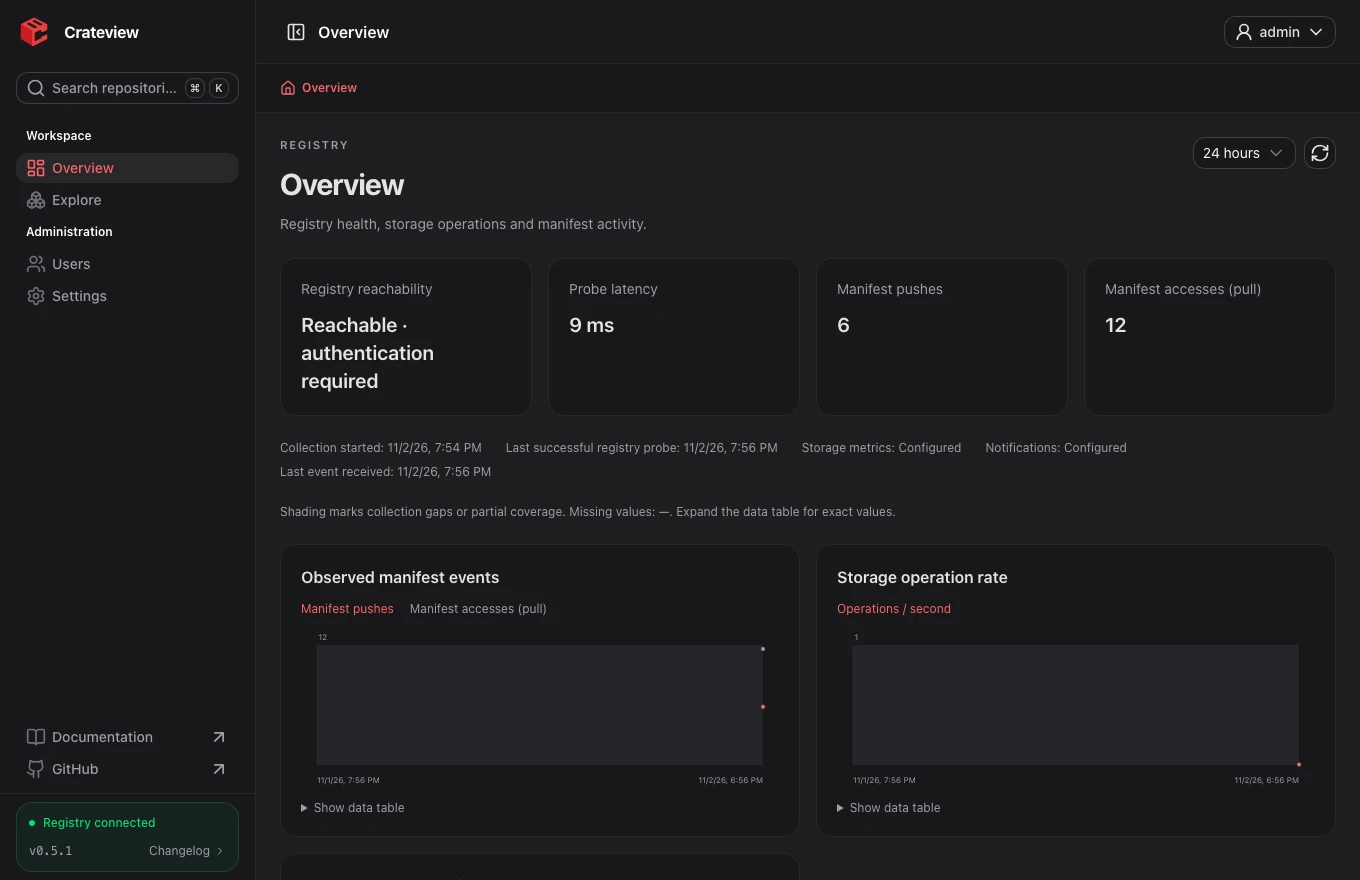 Crateview
Overview
admin
Search repositori... ⌘ K
Overview
Workspace
Overview
Explore
Administration
Users
Settings
Documentation
GitHub
Registry connected
v0.5.1 Changelog
REGISTRY
24 hours
Overview
Registry health, storage operations and manifest activity.
Registry reachability
Reachable ·
authentication
required
Probe latency
9 ms
Manifest pushes
6
Manifest accesses (pull)
12
Collection started: 11/2/26, 7:54 PM Last successful registry probe: 11/2/26, 7:56 PM Storage metrics: Configured Notifications: Configured
Last event received: 11/2/26, 7:56 PM
Shading marks collection gaps or partial coverage. Missing values: —. Expand the data table for exact values.
Observed manifest events
Manifest pushes Manifest accesses (pull)
12
11/1/26, 7:56 PM 11/2/26, 6:56 PM
Show data table
Storage operation rate
Operations / second
1
11/1/26, 7:56 PM 11/2/26, 6:56 PM
Show data table